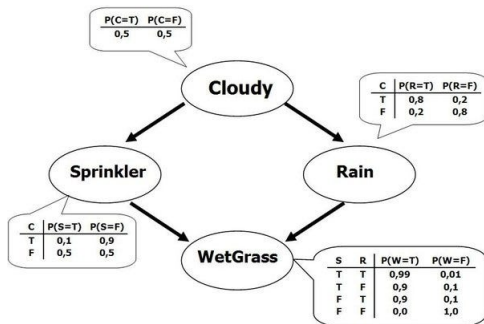 P(C=T) P(C=F)
0,5 0,5
Cloudy
C P(R=T) P(R=F)
T 0,8 0,2
F 0,2 0,8
Sprinkler
Rain
C P(S=T) P(S=F)
T 0,1 0,9
F 0,5 0,5
WetGrass
S R P(W=T) P(W=F)
T T 0,99 0,01
T F 0,9 0,1
F T 0,9 0,1
F F 0,0 1,0